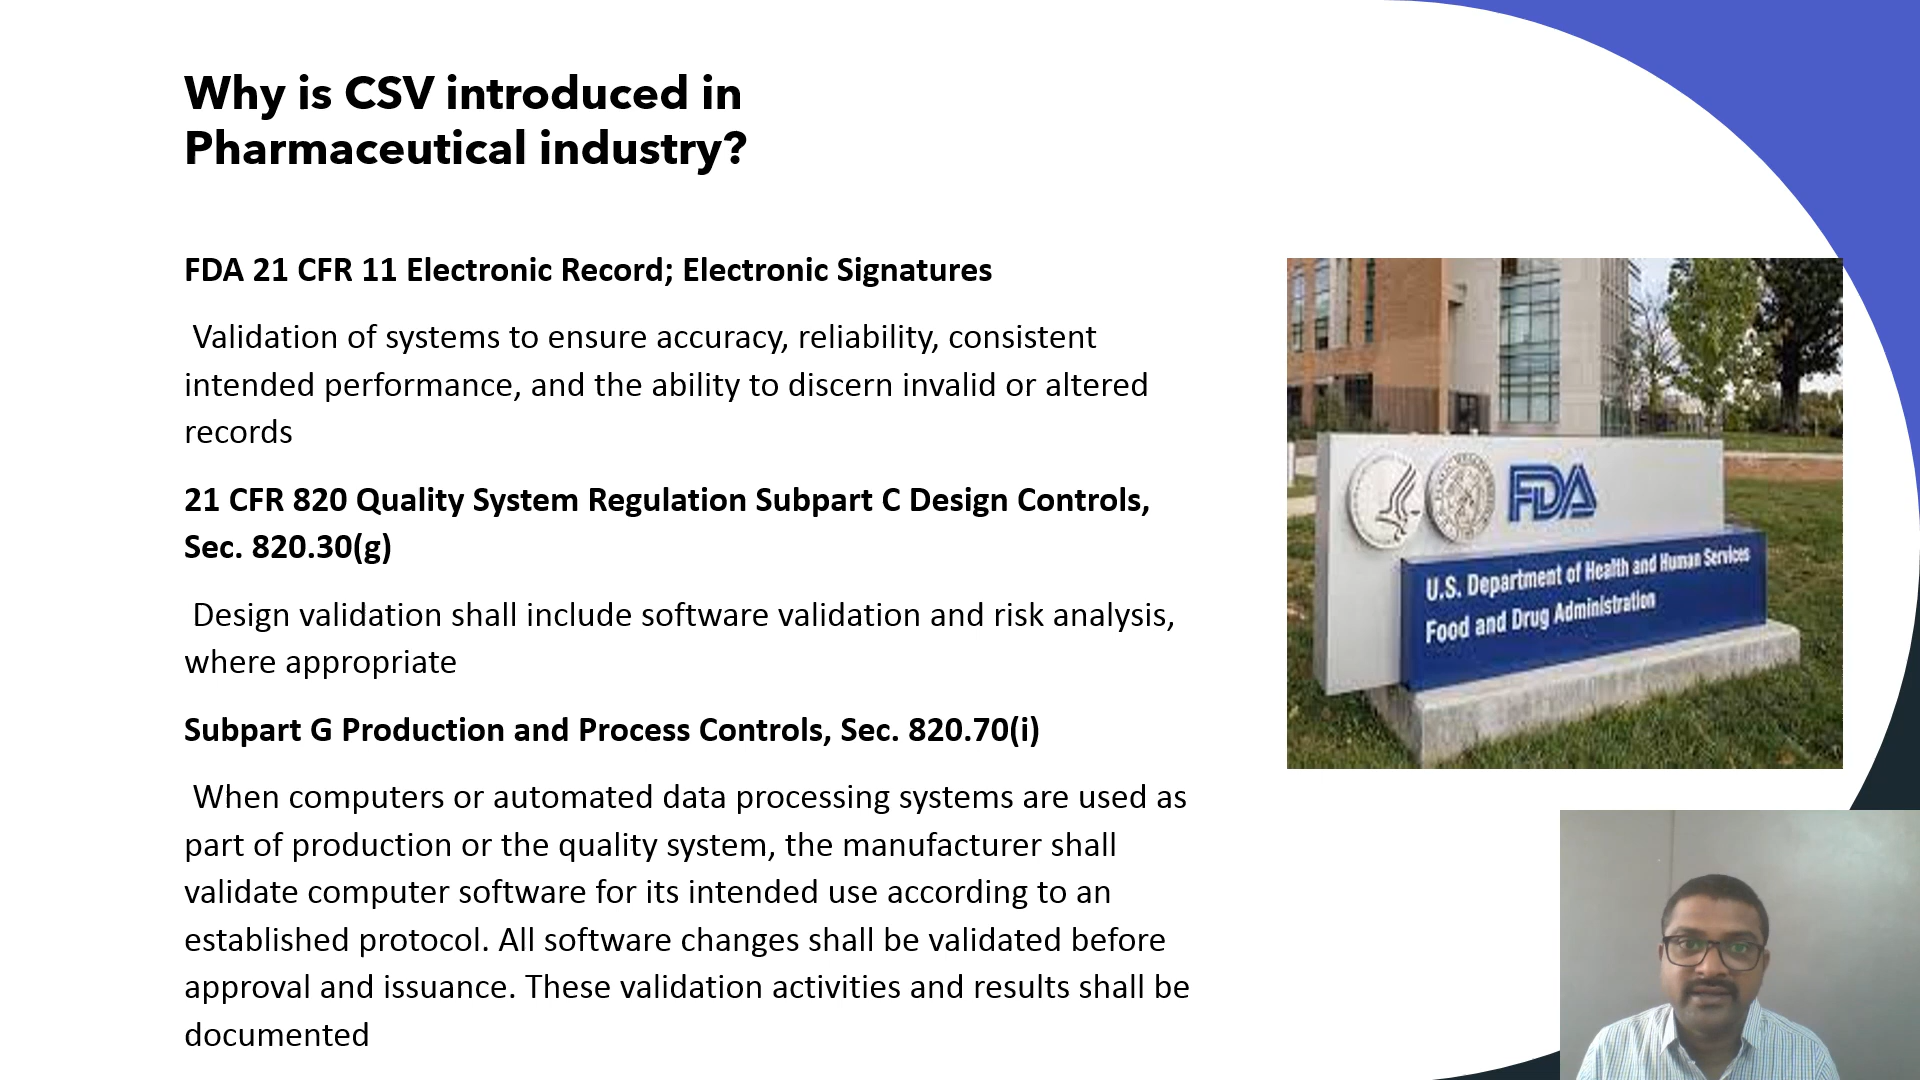 Why is CSV introduced in
Pharmaceutical industry?
FDA 21 CFR 11 Electronic Record; Electronic Signatures
Validation of systems to ensure accuracy, reliability, consistent
intended performance, and the ability to discern invalid or altered
records
21 CFR 820 Quality System Regulation Subpart C Design Controls,
Sec. 820.30(g)
Design validation shall include software validation and risk analysis,
where appropriate
Subpart G Production and Process Controls, Sec. 820.70(i)
When computers or automated data processing systems are used as
part of production or the quality system, the manufacturer shall
validate computer software for its intended use according to an
established protocol. All software changes shall be validated before
approval and issuance. These validation activities and results shall be
documented
FDA
U.S. Department of Health and Human Services
Food and Drug Administration